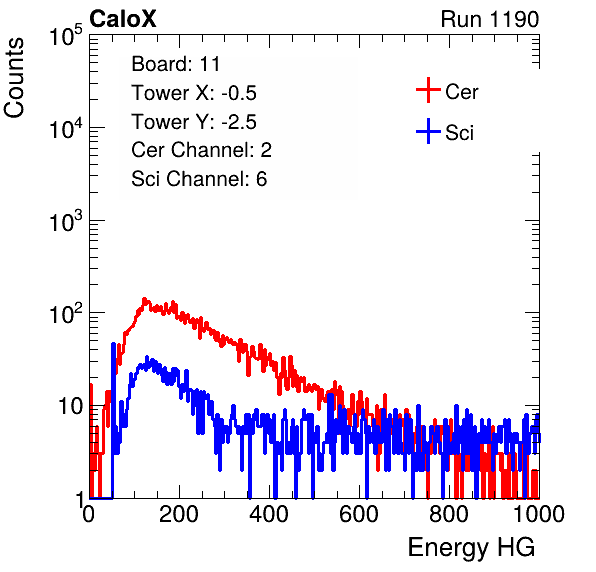 CaloX Run 1190
Counts
10^5
10^4
10^3
10^2
10
1
Board: 11
Tower X: -0.5
Tower Y: -2.5
Cer Channel: 2
Sci Channel: 6
Cer
Sci
0 200 400 600 800 1000
Energy HG